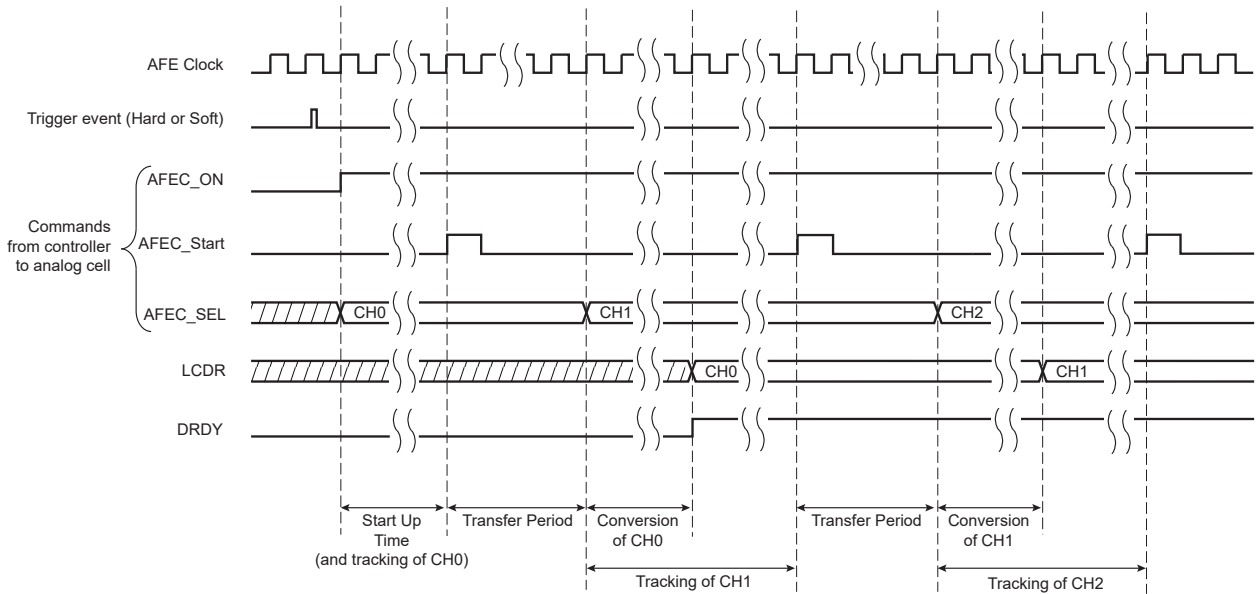 AFE Clock
Trigger event (Hard or Soft)
AFEC_ON
Commands
from controller
to analog cell
AFEC_Start
AFEC_SEL
CH0
CH1
CH2
LCDR
CH0
CH1
DRDY
Start Up
Time
(and tracking of CH0)
Transfer Period
Conversion
of CH0
Transfer Period
Conversion
of CH1
Tracking of CH1
Tracking of CH2